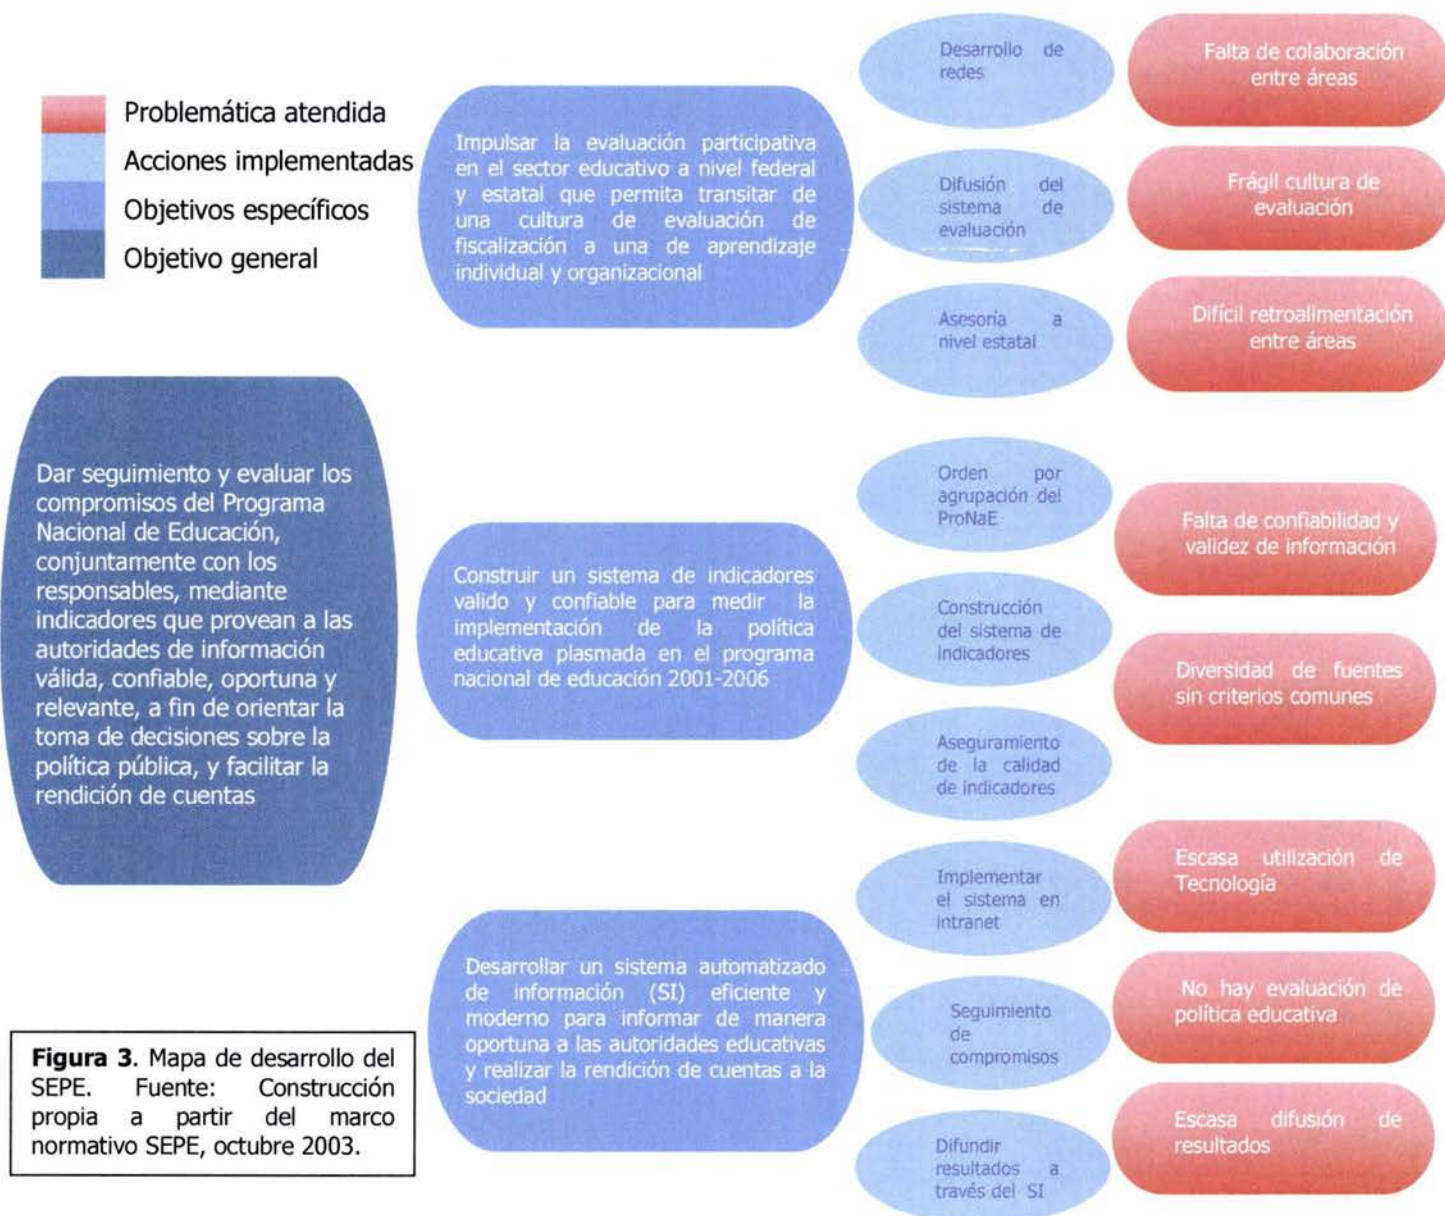 Problemática atendida
Acciones implementadas
Objetivos específicos
Objetivo general
Dar seguimiento y evaluar los
compromisos del Programa
Nacional de Educación,
conjuntamente con los
responsables, mediante
indicadores que provean a las
autoridades de información
válida, confiable, oportuna y
relevante, a fin de orientar la
toma de decisiones sobre la
política pública, y facilitar la
rendición de cuentas
Impulsar la evaluación participativa
en el sector educativo a nivel federal
y estatal que permita transitar de
una cultura de evaluación de
fiscalización a una de aprendizaje
individual y organizacional
Desarrollo de
redes
Difusión del
sistema de
evaluación
Asesoría a
nivel estatal
Falta de colaboración
entre áreas
Frágil cultura de
evaluación
Difícil retroalimentación
entre áreas
Construir un sistema de indicadores
valido y confiable para medir la
implementación de la política
educativa plasmada en el programa
nacional de educación 2001-2006
Orden por
agrupación del
ProNaE
Construcción
del sistema de
indicadores
Aseguramiento
de la calidad
de indicadores
Falta de confiabilidad y
validez de información
Diversidad de fuentes
sin criterios comunes
Desarrollar un sistema automatizado
de información (SI) eficiente y
moderno para informar de manera
oportuna a las autoridades educativas
y realizar la rendición de cuentas a la
sociedad
Implementar
el sistema en
intranet
Seguimiento
de
compromisos
Difundir
resultados a
través del SI
Escasa utilización de
Tecnología
No hay evaluación de
política educativa
Escasa difusión de
resultados
Figura 3. Mapa de desarrollo del
SEPE. Fuente: Construcción
propia a partir del marco
normativo SEPE, octubre 2003.